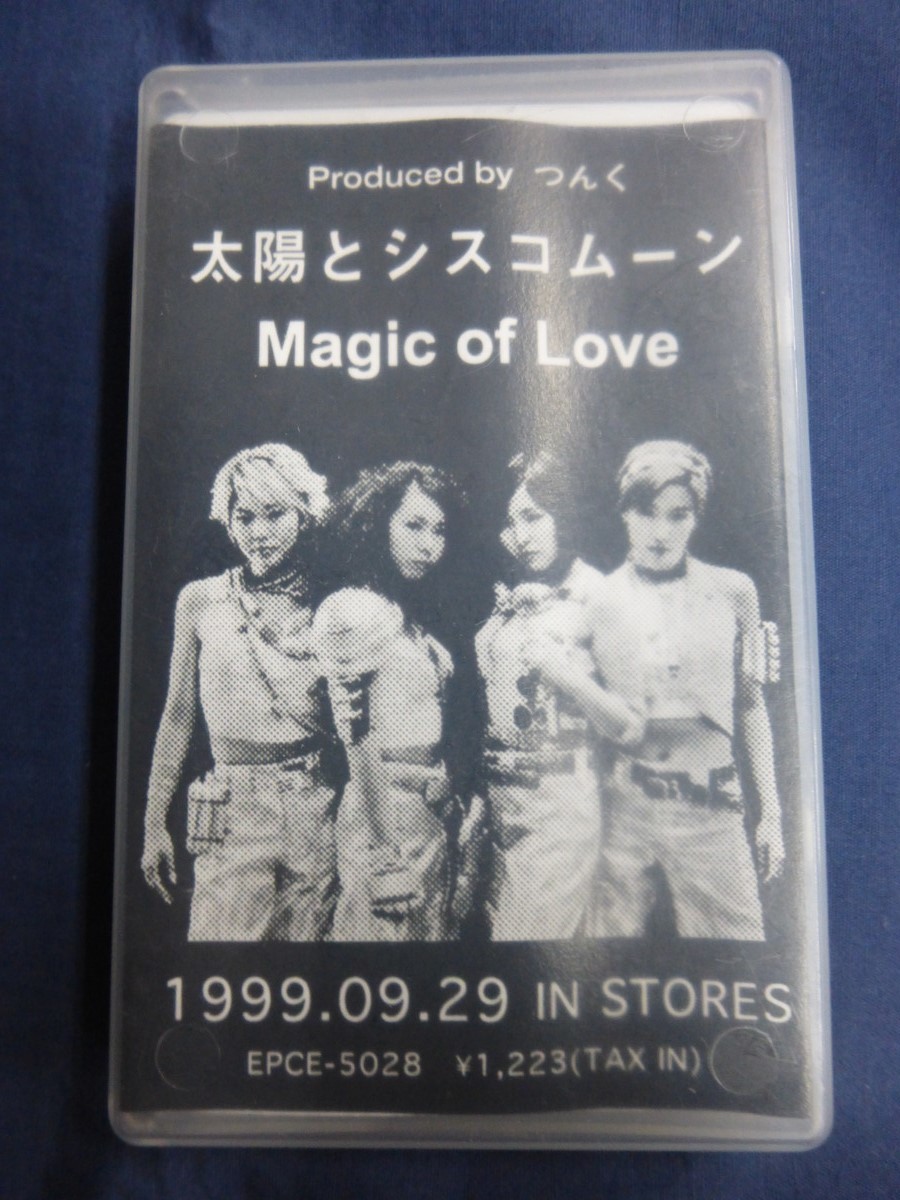 Produced by つんく
太陽とシスコムーン
Magic of Love
1999.09.29 IN STORES
EPCE-5028 ¥1,223(TAX IN)